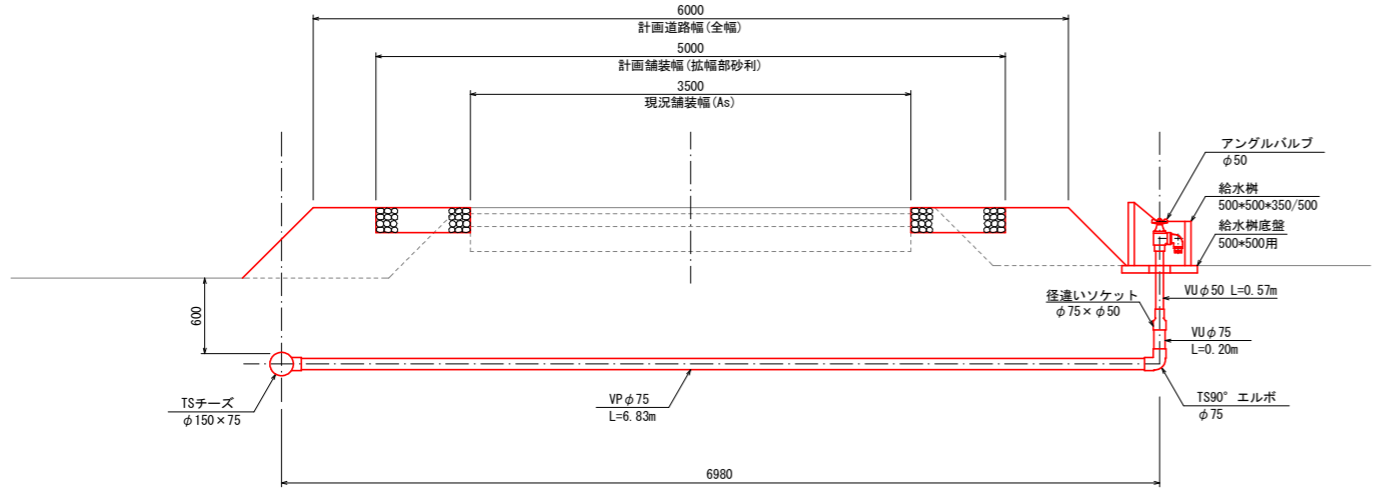 6000
計画道路幅(全幅)
5000
計画舗装幅(拡幅部砂利)
3500
現況舗装幅(As)
アングルバルブ
φ50
給水桝
500*500*350/500
給水桝底盤
500*500用
600
径違いソケット
φ75×φ50
VUφ50 L=0.57m
VUφ75
L=0.20m
TSチーズ
φ150×75
VPφ75
L=6.83m
TS90° エルボ
φ75
6980